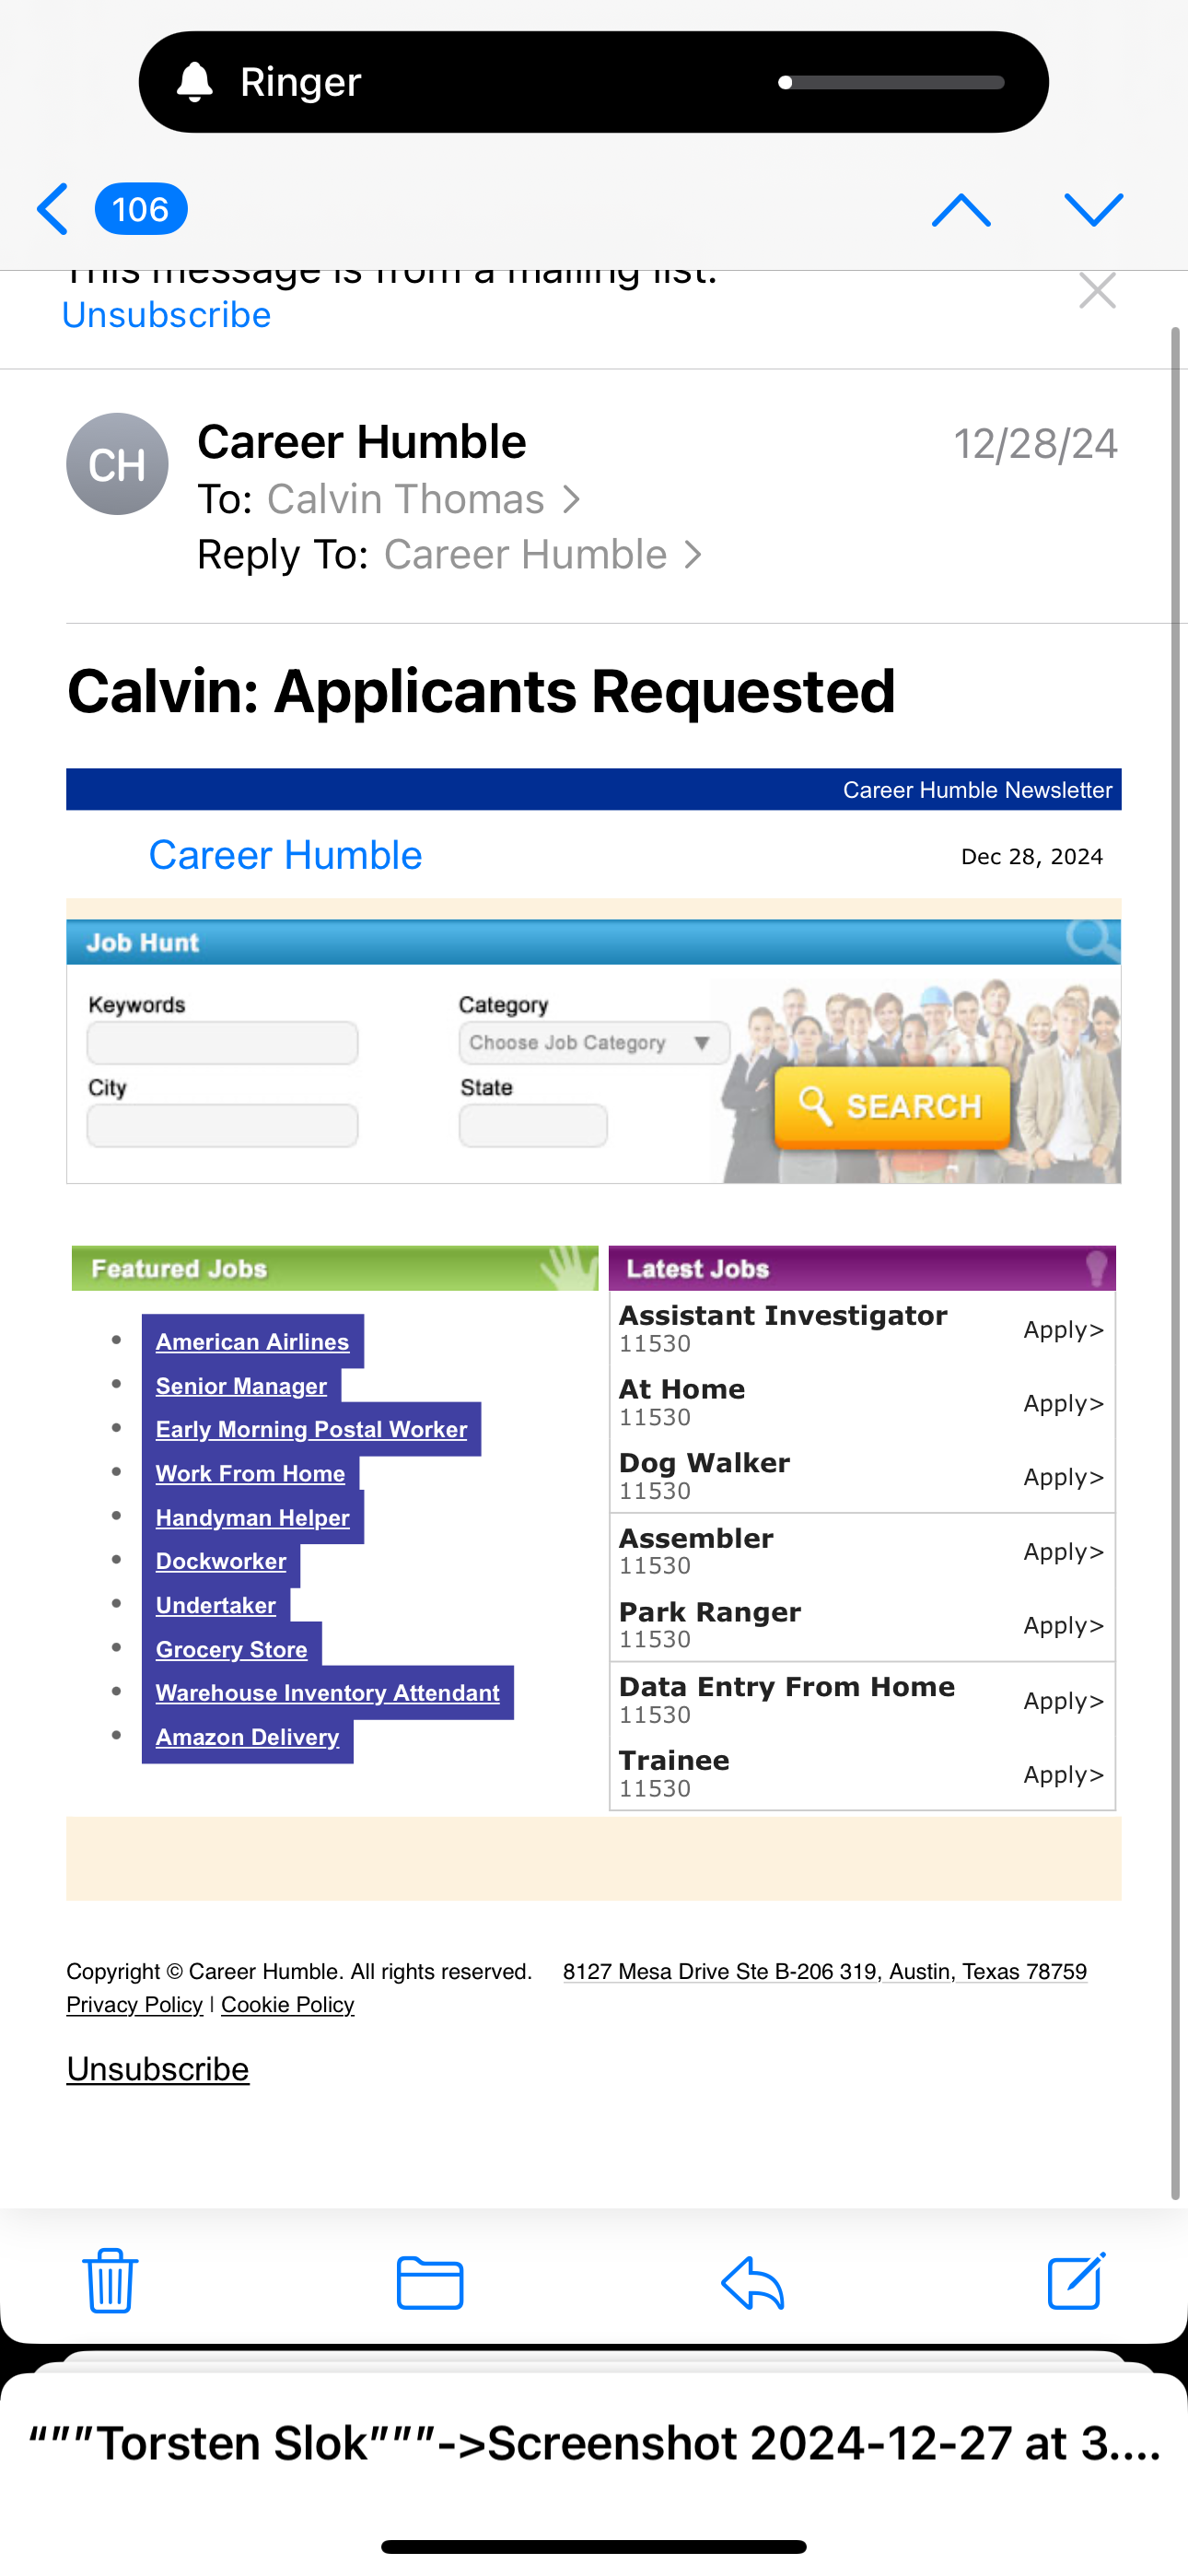 Ringer
106
This message is from a mailing list.
Unsubscribe
CH
Career Humble
12/28/24
To: Calvin Thomas
Reply To: Career Humble
Calvin: Applicants Requested
Career Humble Newsletter
Career Humble
Dec 28, 2024
Job Hunt
Keywords
Category
Choose Job Category
City
State
SEARCH
Featured Jobs
American Airlines
Senior Manager
Early Morning Postal Worker
Work From Home
Handyman Helper
Dockworker
Undertaker
Grocery Store
Warehouse Inventory Attendant
Amazon Delivery
Latest Jobs
Assistant Investigator
11530
Apply>
At Home
11530
Apply>
Dog Walker
11530
Apply>
Assembler
11530
Apply>
Park Ranger
11530
Apply>
Data Entry From Home
11530
Apply>
Trainee
11530
Apply>
Copyright © Career Humble. All rights reserved. 8127 Mesa Drive Ste B-206 319, Austin, Texas 78759
Privacy Policy | Cookie Policy
Unsubscribe
“””Torsten Slok”””->Screenshot 2024-12-27 at 3....